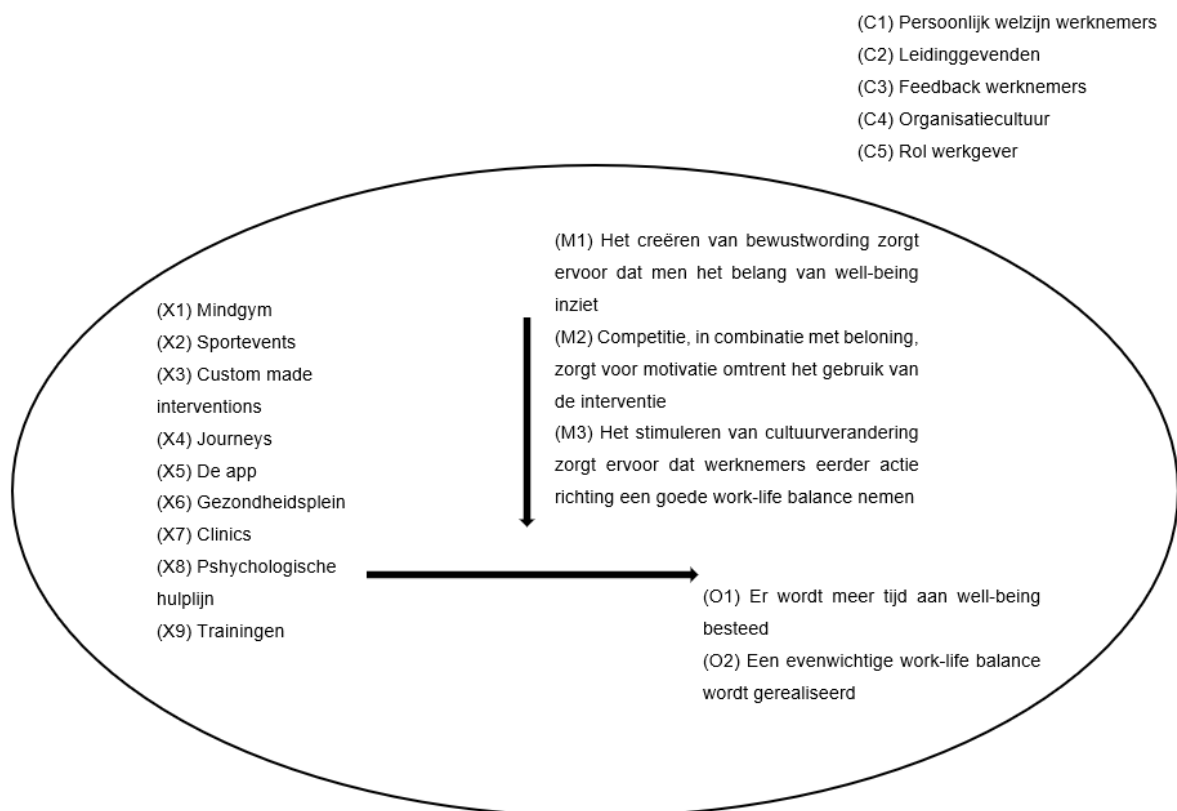 (C1) Persoonlijk welzijn werknemers
(C2) Leidinggevenden
(C3) Feedback werknemers
(C4) Organisatiecultuur
(C5) Rol werkgever
(M1) Het creëren van bewustwording zorgt
ervoor dat men het belang van well-being
inziet
(M2) Competitie, in combinatie met beloning,
zorgt voor motivatie omtrent het gebruik van
de interventie
(M3) Het stimuleren van cultuurverandering
zorgt ervoor dat werknemers eerder actie
richting een goede work-life balance nemen
(X1) Mindgym
(X2) Sportevents
(X3) Custom made
interventions
(X4) Journeys
(X5) De app
(X6) Gezondheidsplein
(X7) Clinics
(X8) Pshychologische
hulplijn
(X9) Trainingen
(O1) Er wordt meer tijd aan well-being
besteed
(O2) Een evenwichtige work-life balance
wordt gerealiseerd